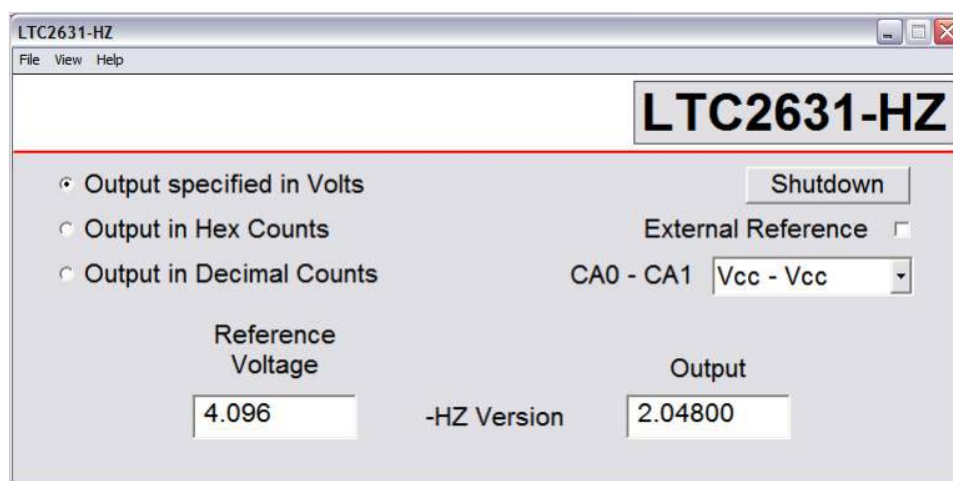 LTC2631-HZ
File View Help
LTC2631-HZ
Output specified in Volts
Shutdown
Output in Hex Counts
External Reference
Output in Decimal Counts
CA0 - CA1 Vcc - Vcc
Reference
Voltage
Output
4.096
-HZ Version
2.04800